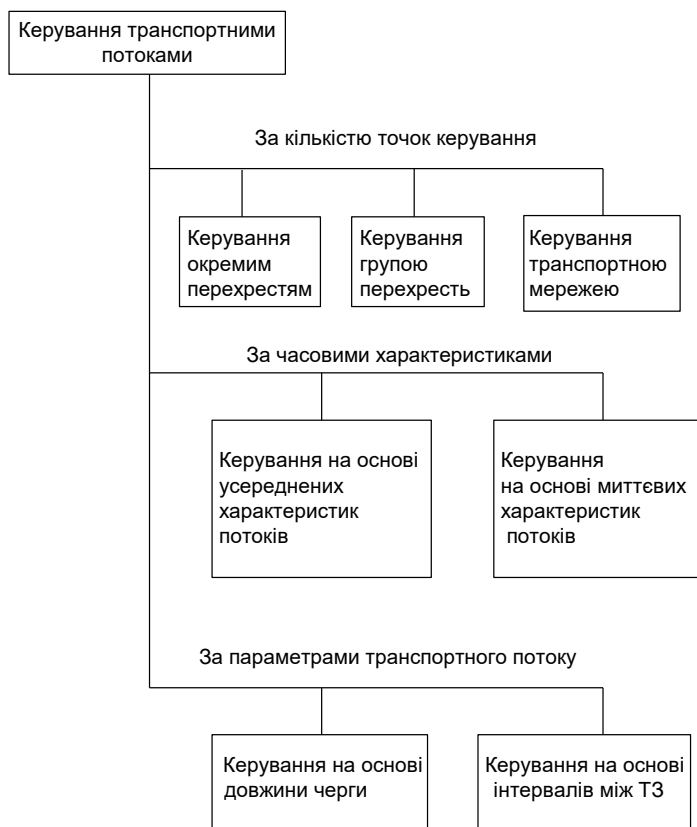 Керування транспортними
потоками
За кількістю точок керування
Керування
окремим
перехрестям
Керування
групою
перехресть
Керування
транспортною
мережею
За часовими характеристиками
Керування на основі
усереднених
характеристик
потоків
Керування
на основі миттєвих
характеристик
потоків
За параметрами транспортного потоку
Керування на основі
довжини черги
Керування на основі
інтервалів між ТЗ